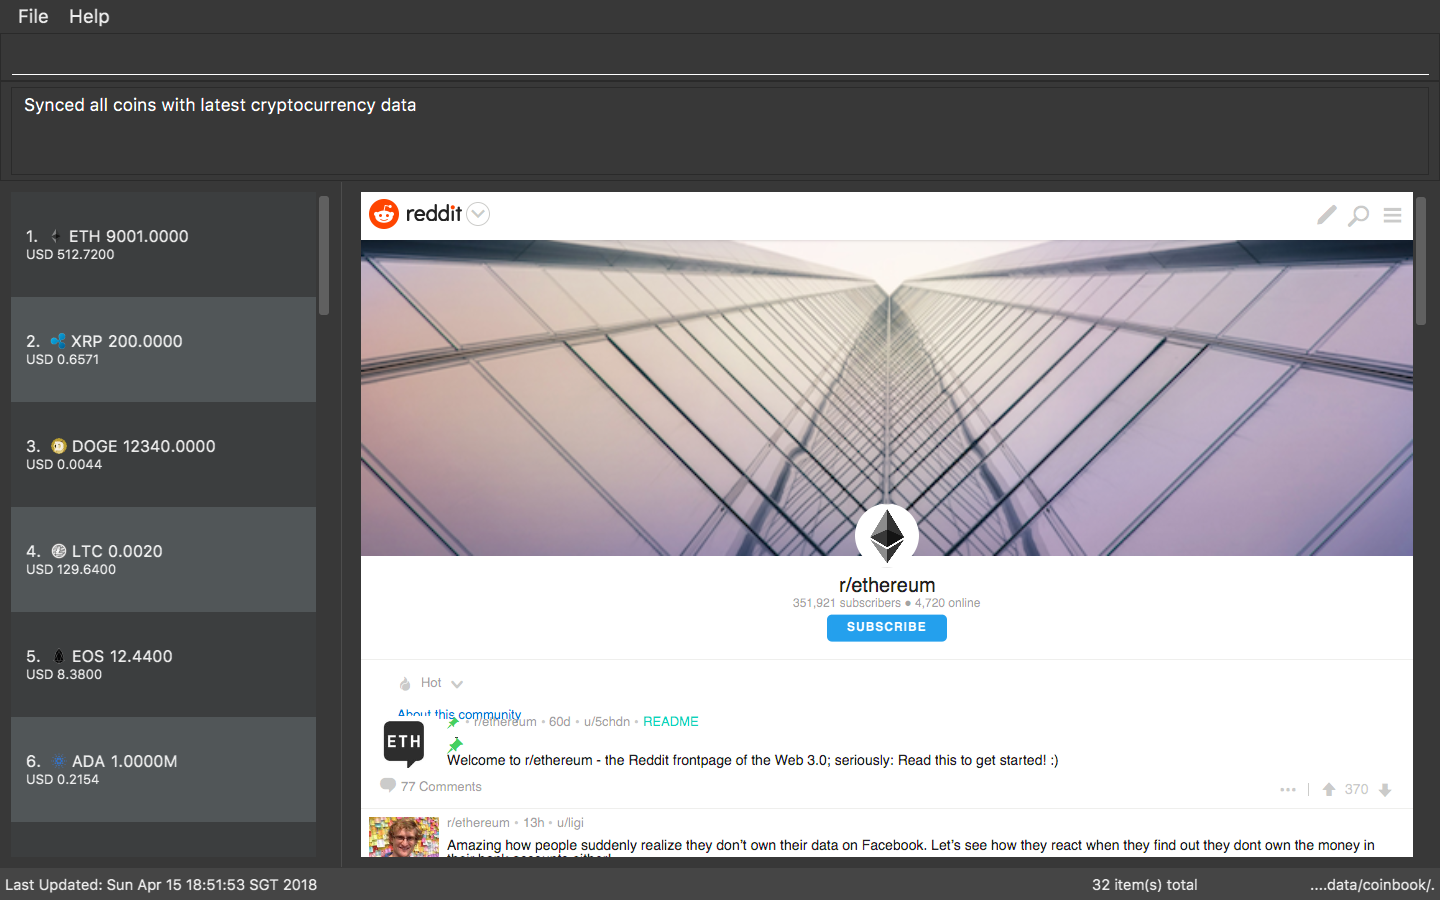 File Help
Synced all coins with latest cryptocurrency data
1. ETH 9001.0000
USD 512.7200
2. XRP 200.0000
USD 0.6571
3. DOGE 12340.0000
USD 0.0044
4. LTC 0.0020
USD 129.6400
5. EOS 12.4400
USD 8.3800
6. ADA 1.0000M
USD 0.2154
reddit
r/ethereum
351,921 subscribers ● 4,720 online
SUBSCRIBE
Hot
About this community
• r/ethereum • 60d • u/5chdn • README
ETH
Welcome to r/ethereum - the Reddit frontpage of the Web 3.0; seriously: Read this to get started! :)
77 Comments
••• 370
r/ethereum • 13h • u/ligi
Amazing how people suddenly realize they don't own their data on Facebook. Let's see how they react when they find out they dont own the money in
their bank accounts either!
Last Updated: Sun Apr 15 18:51:53 SGT 2018
32 item(s) total
....data/coinbook/.